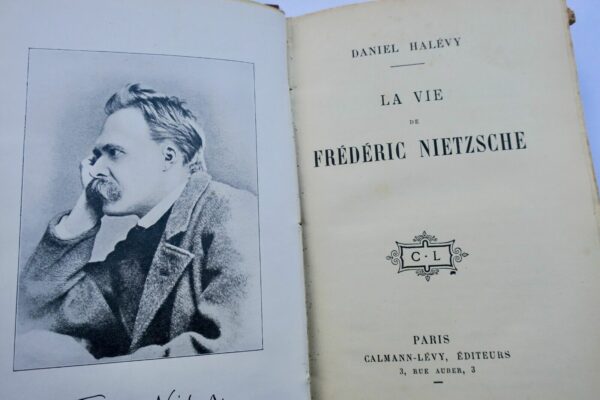 DANIEL HALÉVY
LA VIE
DE
FRÉDÉRIC NIETZSCHE
C·L
PARIS
CALMANN-LÉVY, ÉDITEURS
3, RUE AUBER, 3